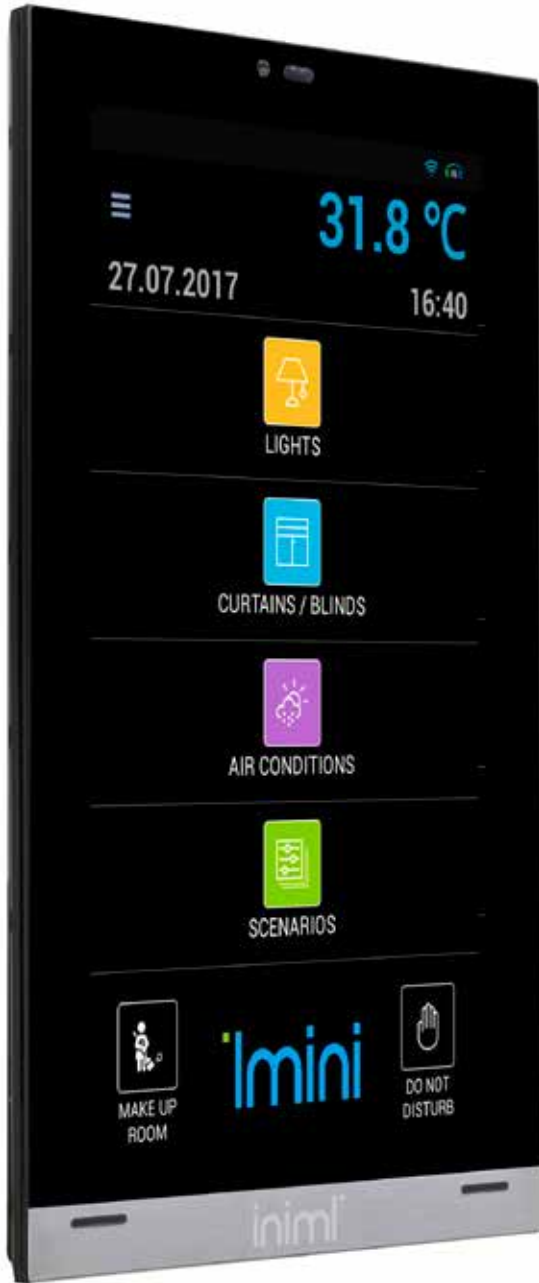 31.8 °C
27.07.2017 16:40
LIGHTS
CURTAINS / BLINDS
AIR CONDITIONS
SCENARIOS
MAKE UP
ROOM
imini
DO NOT
DISTURB
iniml